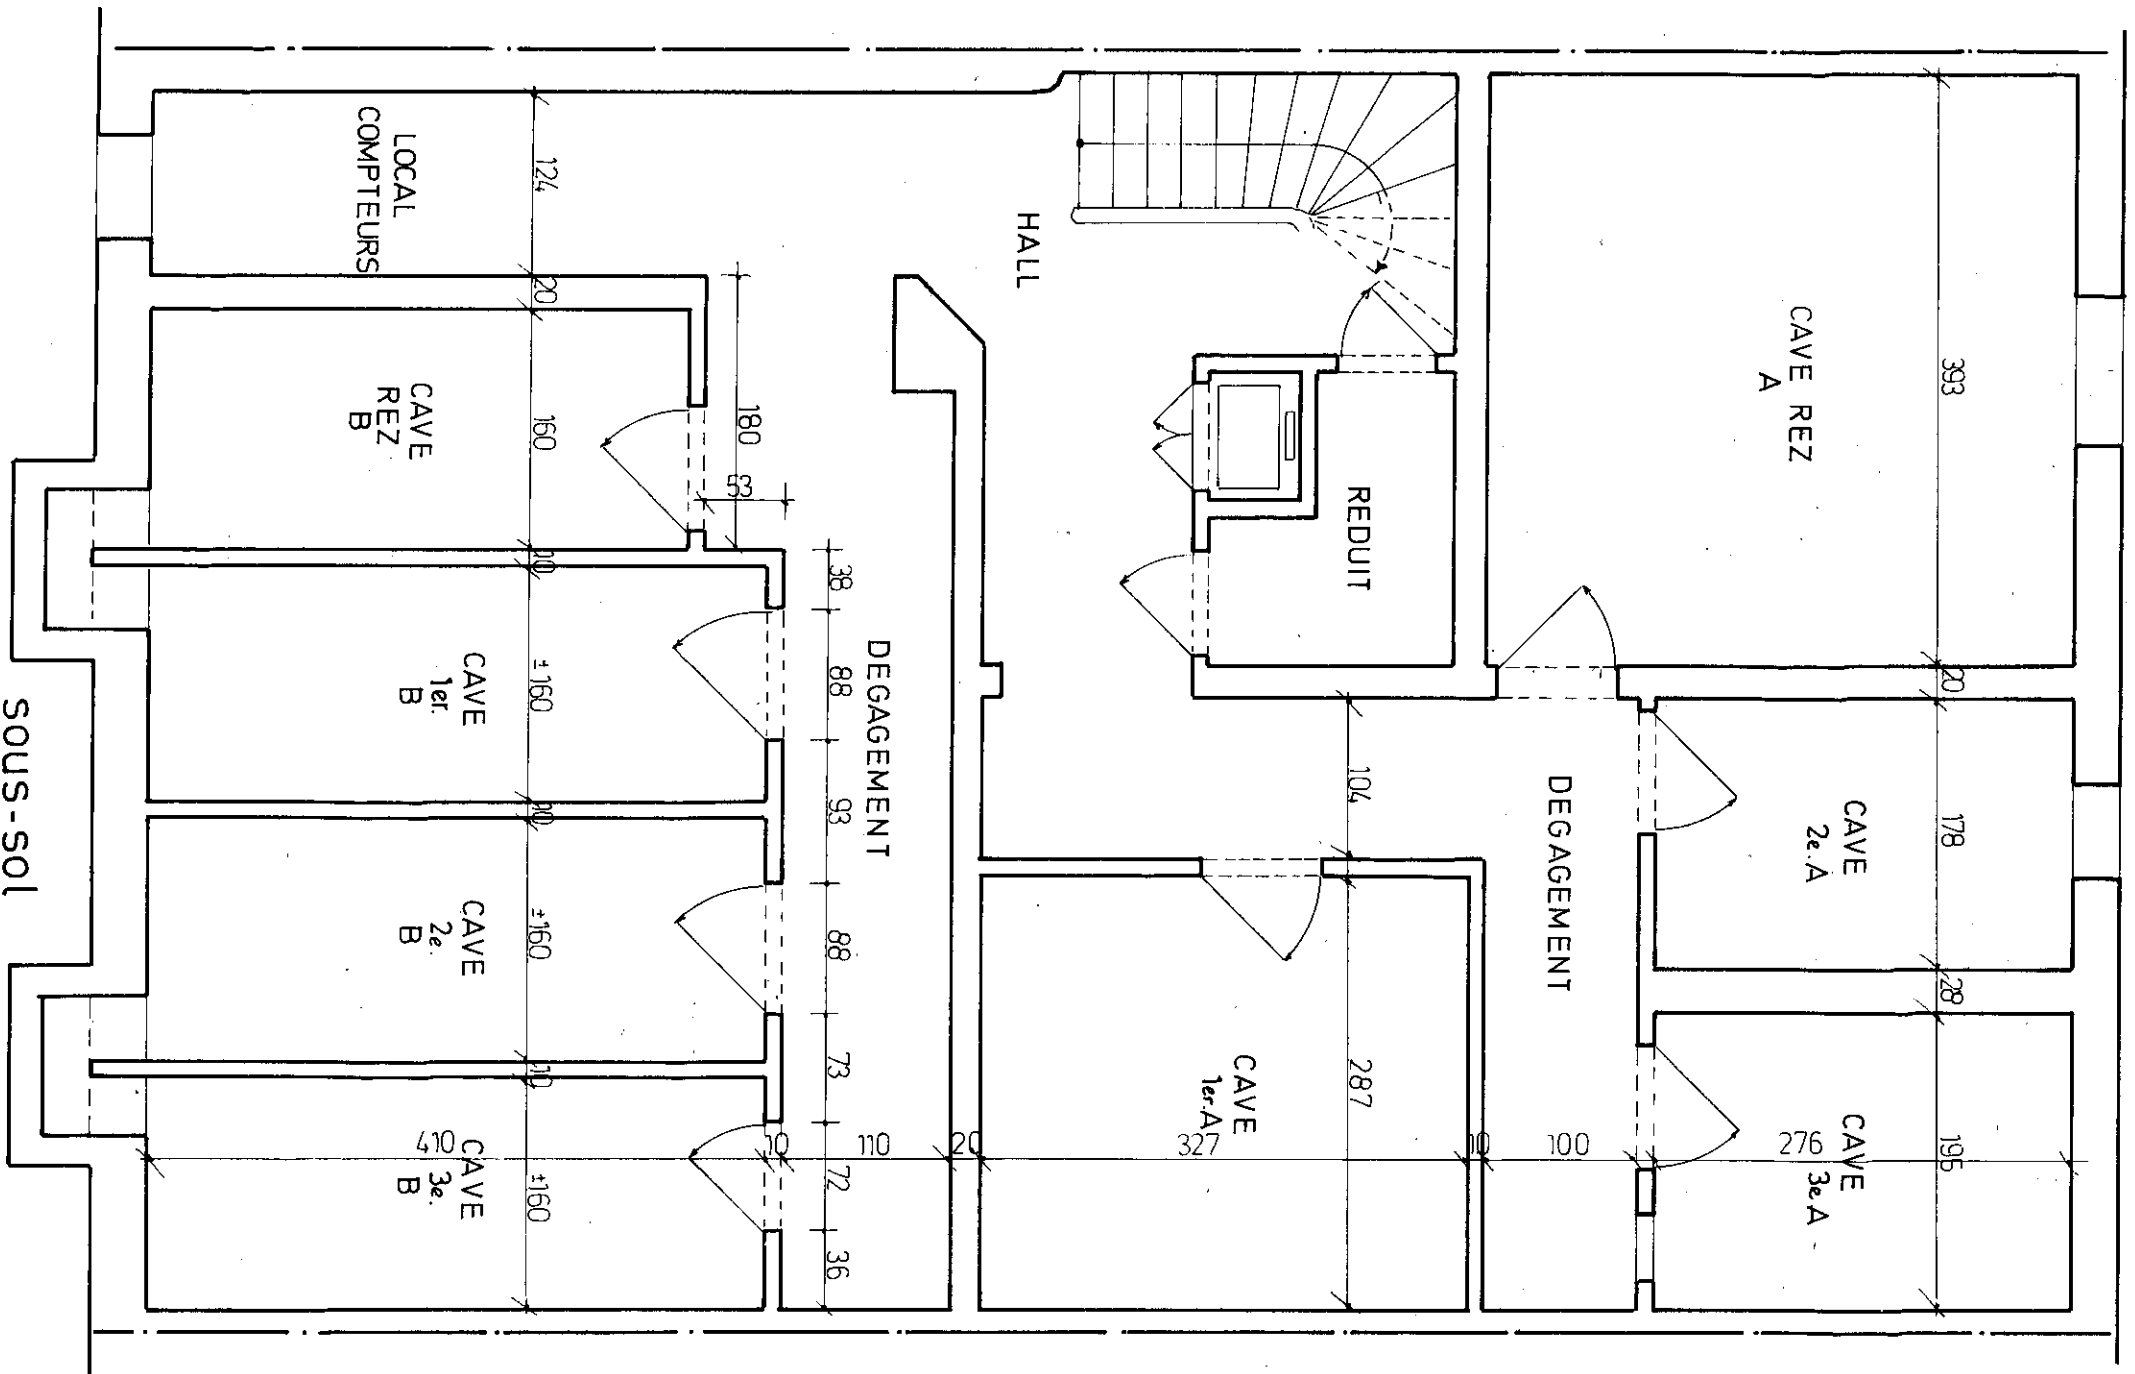 LOCAL
COMPTEURS
124
20
CAVE
REZ
B
160
180
53
10
CAVE
1er.
B
±160
10
CAVE
2e.
B
±160
10
CAVE
3e.
B
±160
38
88
93
88
73
72
36
DEGAGEMENT
HALL
REDUIT
CAVE REZ
A
393
20
CAVE
2e.A
178
28
CAVE
3e A
195
DEGAGEMENT
104
CAVE
1er.A
287
410
10
110
20
327
10
100
276
SOUS-SOl